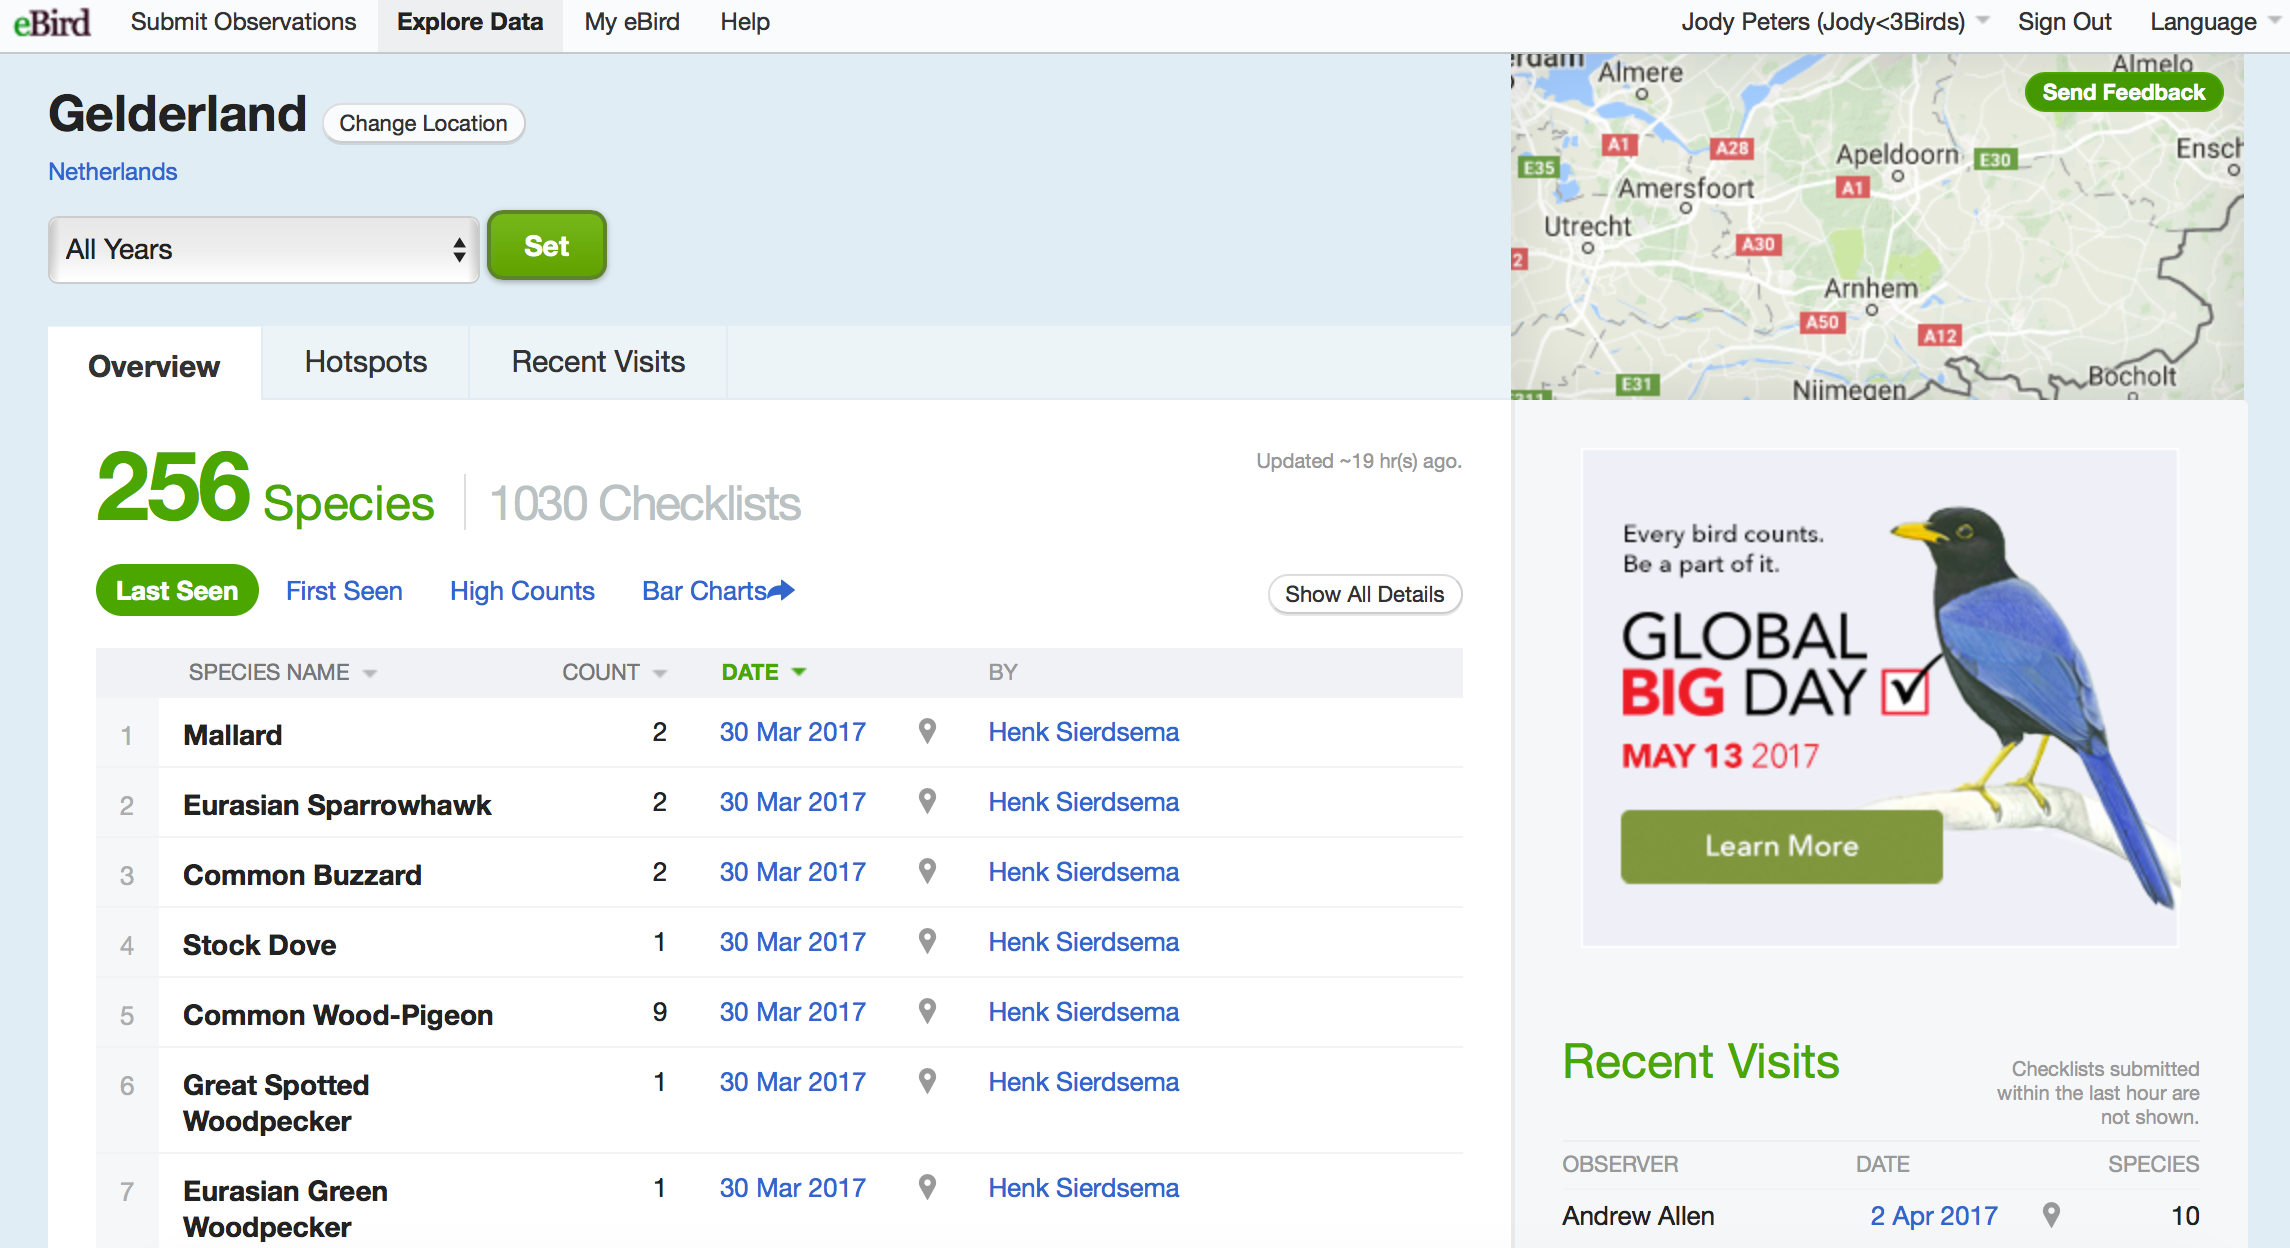 eBird Submit Observations Explore Data My eBird Help Jody Peters (Jody<3Birds) Sign Out Language
Gelderland Change Location
Netherlands
All Years Set
Overview Hotspots Recent Visits
Almere
Almelo
Send Feedback
A1
A28
E35
Apeldoorn
E30
Amersfoort
A1
Utrecht
A30
2
Arnhem
A50
A12
E31
Bocholt
Nijmegen
256 Species 1030 Checklists
Updated ~19 hr(s) ago.
Last Seen First Seen High Counts Bar Charts Show All Details
SPECIES NAME COUNT DATE BY
1 Mallard 2 30 Mar 2017 Henk Sierdsema
2 Eurasian Sparrowhawk 2 30 Mar 2017 Henk Sierdsema
3 Common Buzzard 2 30 Mar 2017 Henk Sierdsema
4 Stock Dove 1 30 Mar 2017 Henk Sierdsema
5 Common Wood-Pigeon 9 30 Mar 2017 Henk Sierdsema
6 Great Spotted 1 30 Mar 2017 Henk Sierdsema
Woodpecker
7 Eurasian Green 1 30 Mar 2017 Henk Sierdsema
Woodpecker
Every bird counts.
Be a part of it.
GLOBAL
BIG DAY
MAY 13 2017
Learn More
Recent Visits
Checklists submitted
within the last hour are
not shown.
OBSERVER DATE SPECIES
Andrew Allen 2 Apr 2017 10